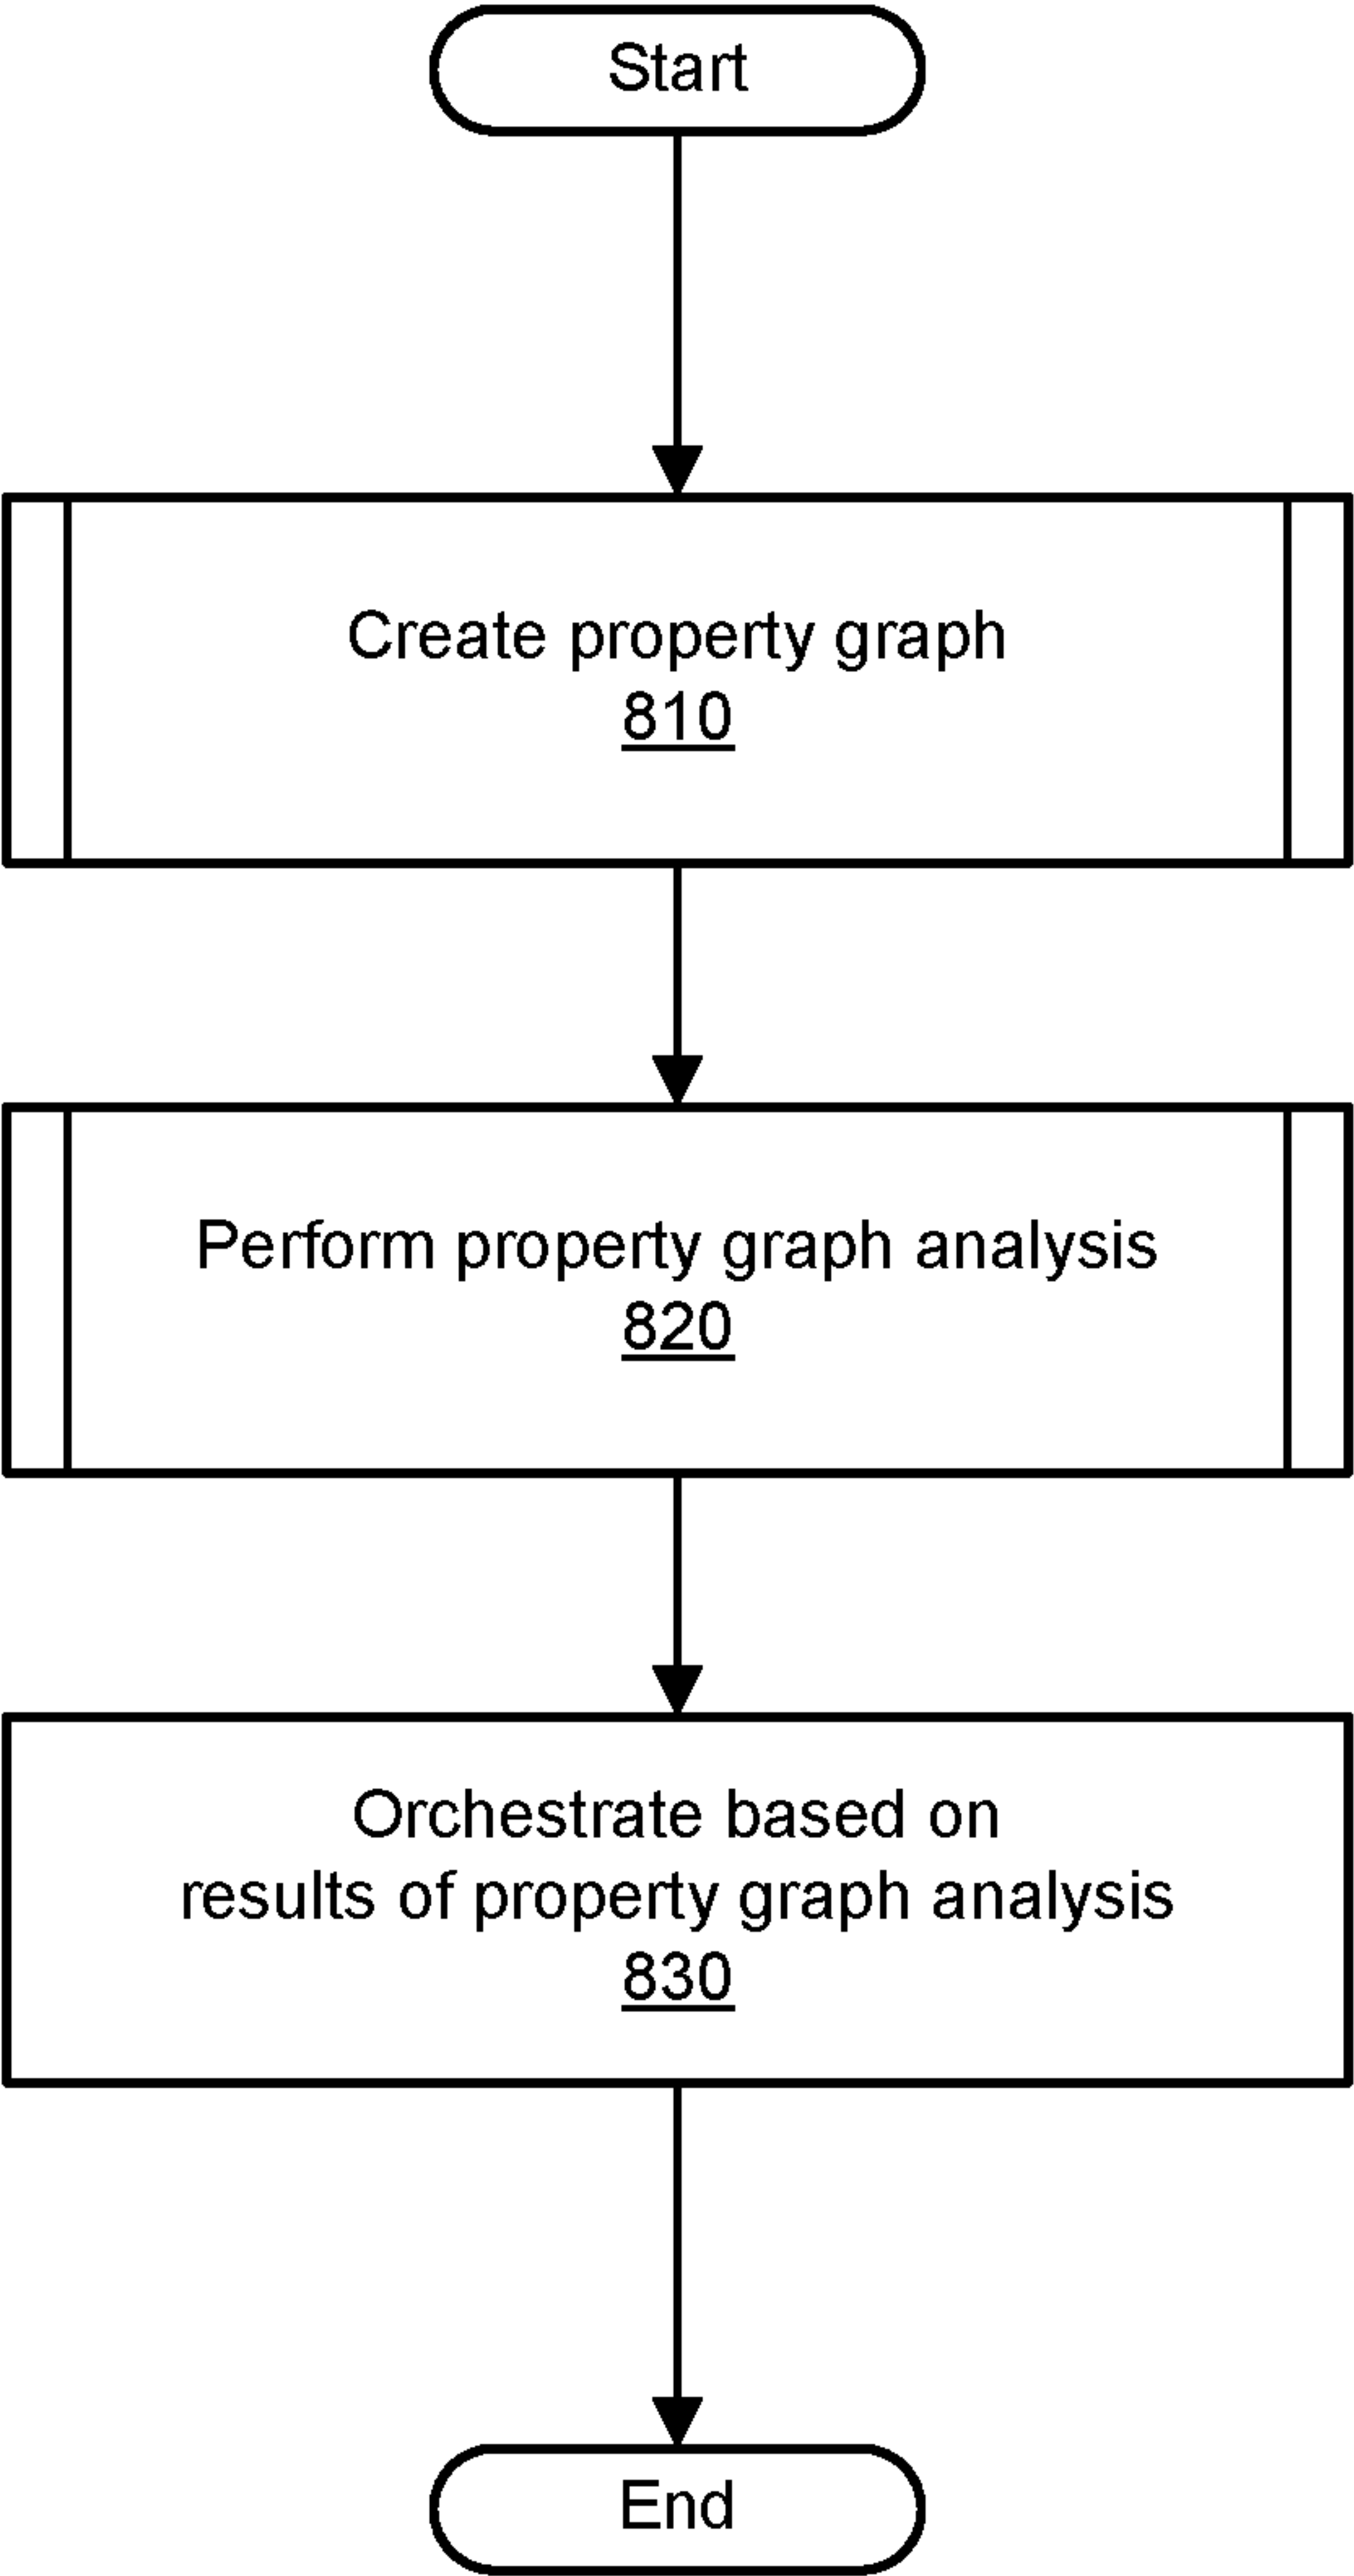 Start
Create property graph
810
Perform property graph analysis
820
Orchestrate based on
results of property graph analysis
830
End